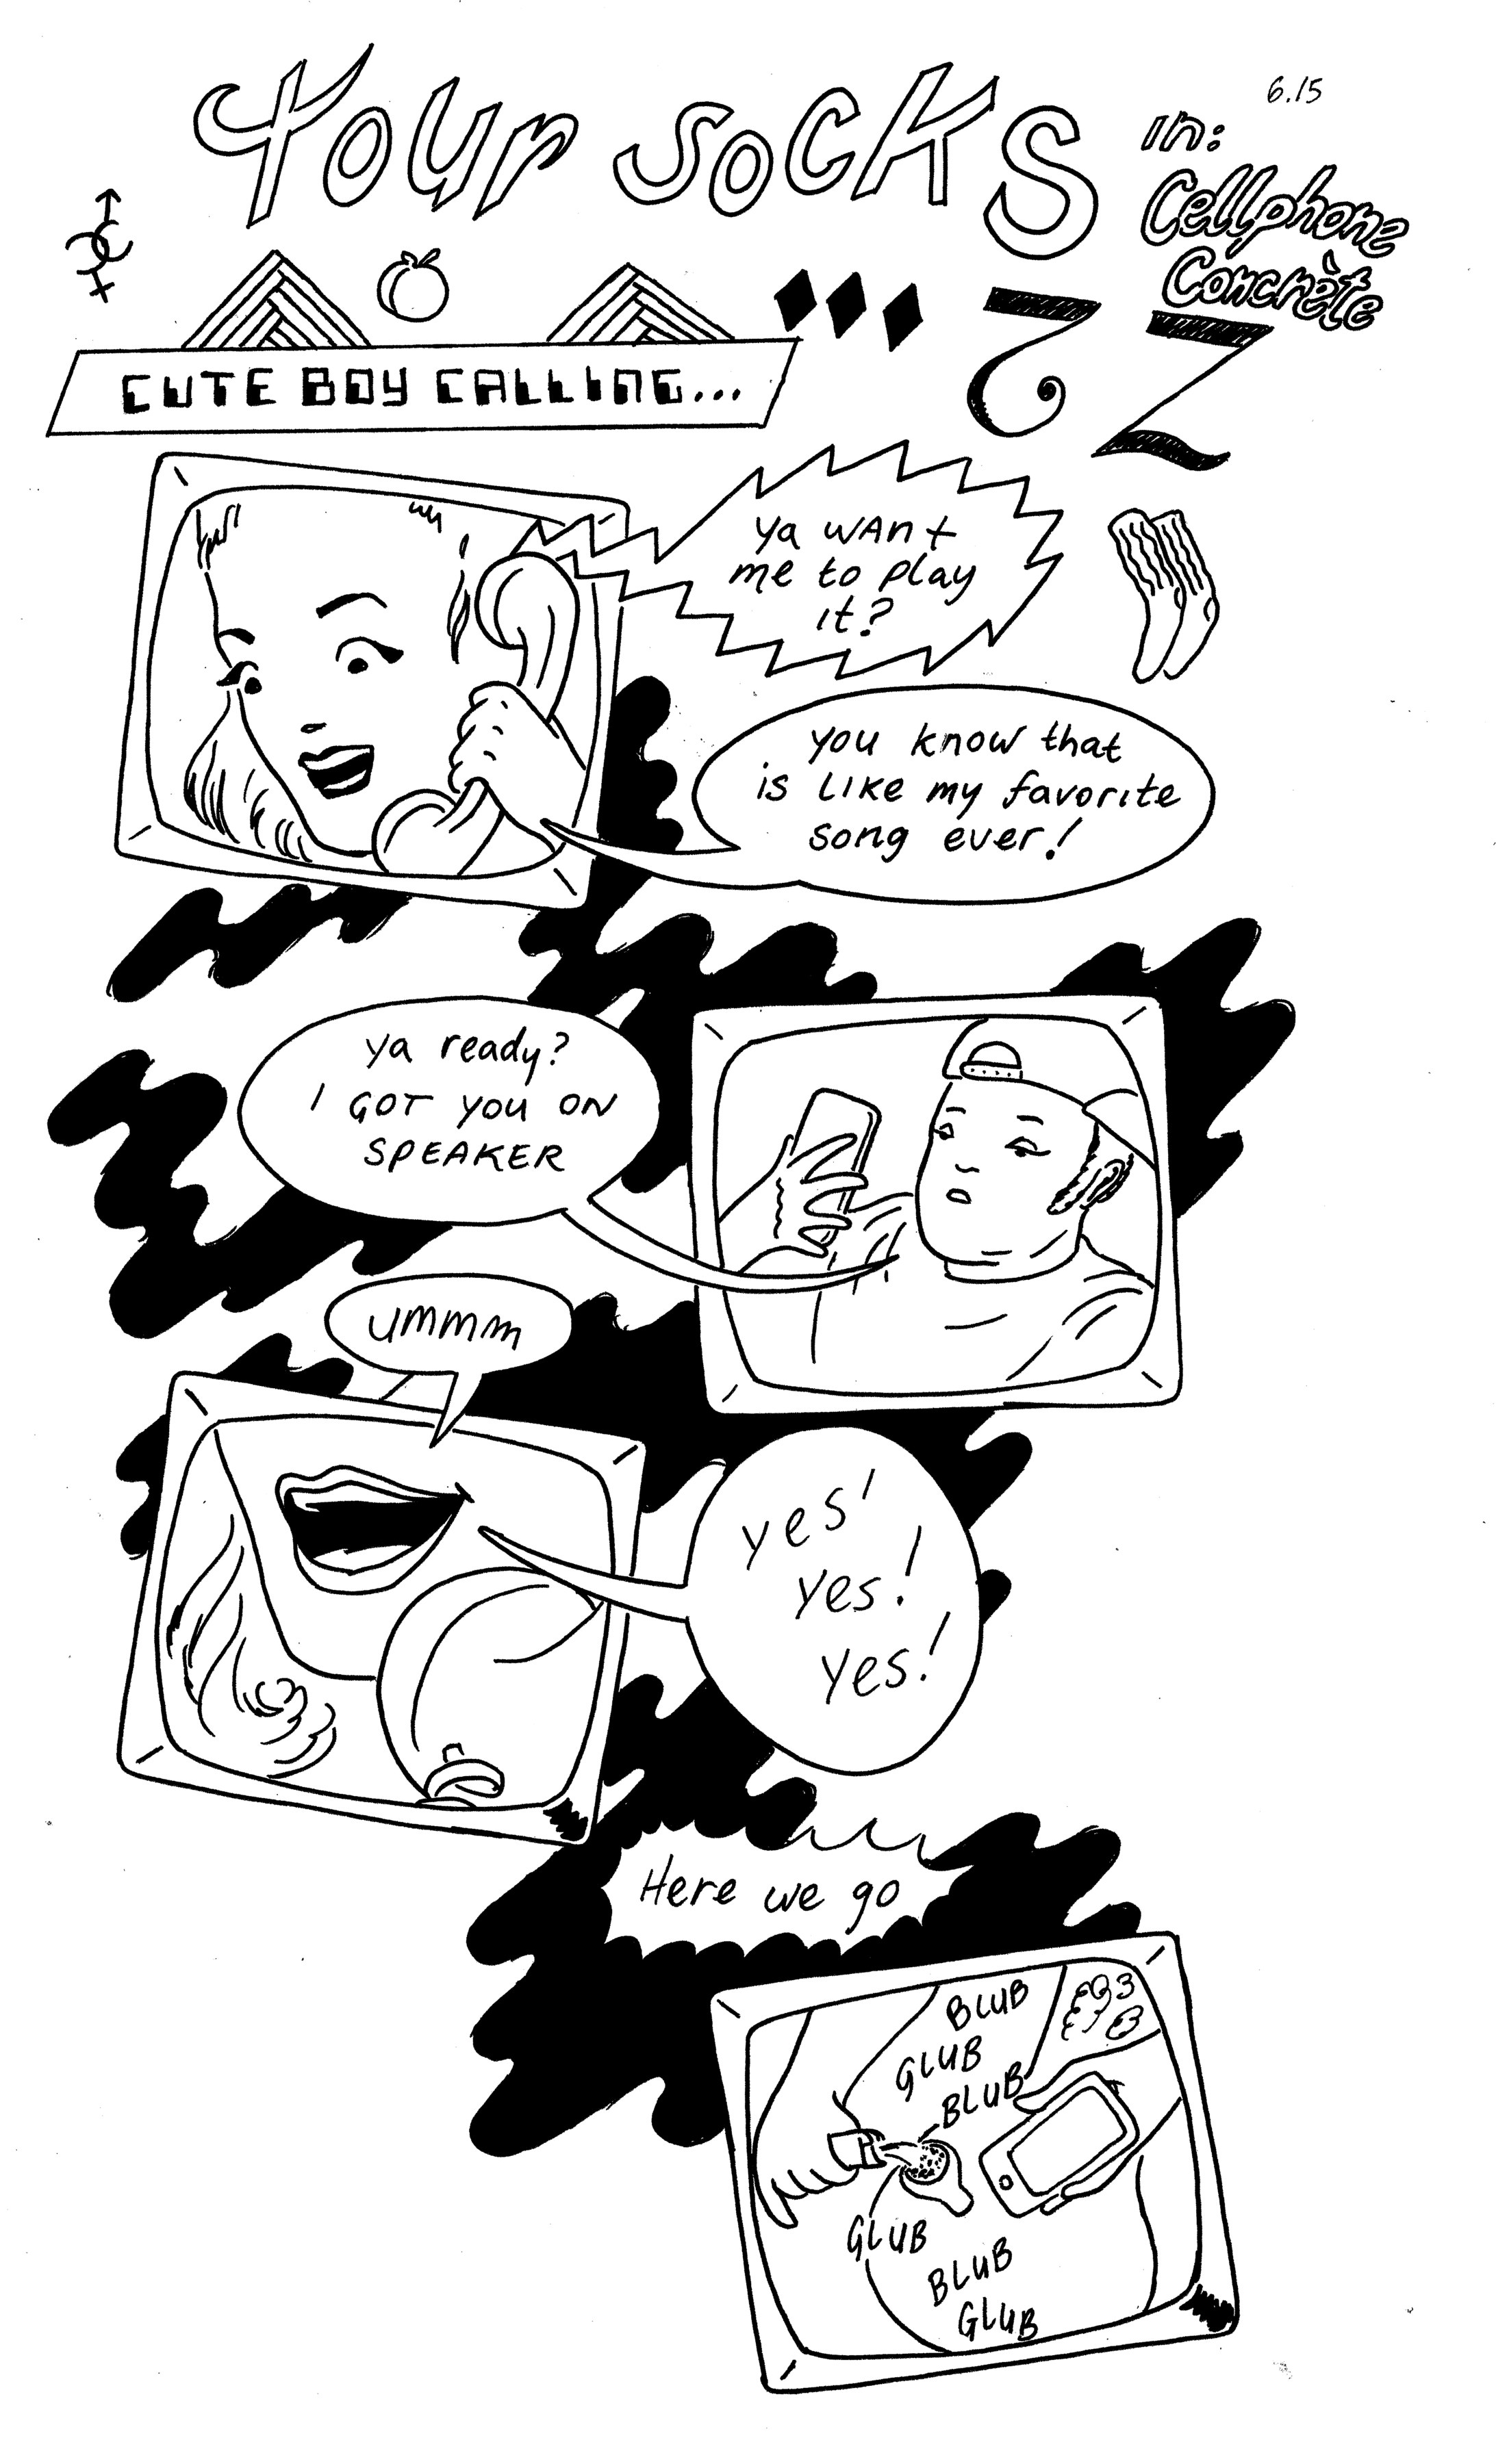 Your Socks
6.15
in:
Cellphone
Concrète
CUTE BOY CALLING...
ya wAnt
me to play
it?
you know that
is LIKE my favorite
song ever!
ya ready?
I GOT YOU ON
SPEAKER
ummm
yes!
yes!
yes!
Here we go
BLUB
GLUB
BLUB
GLUB
BLUB
GLUB